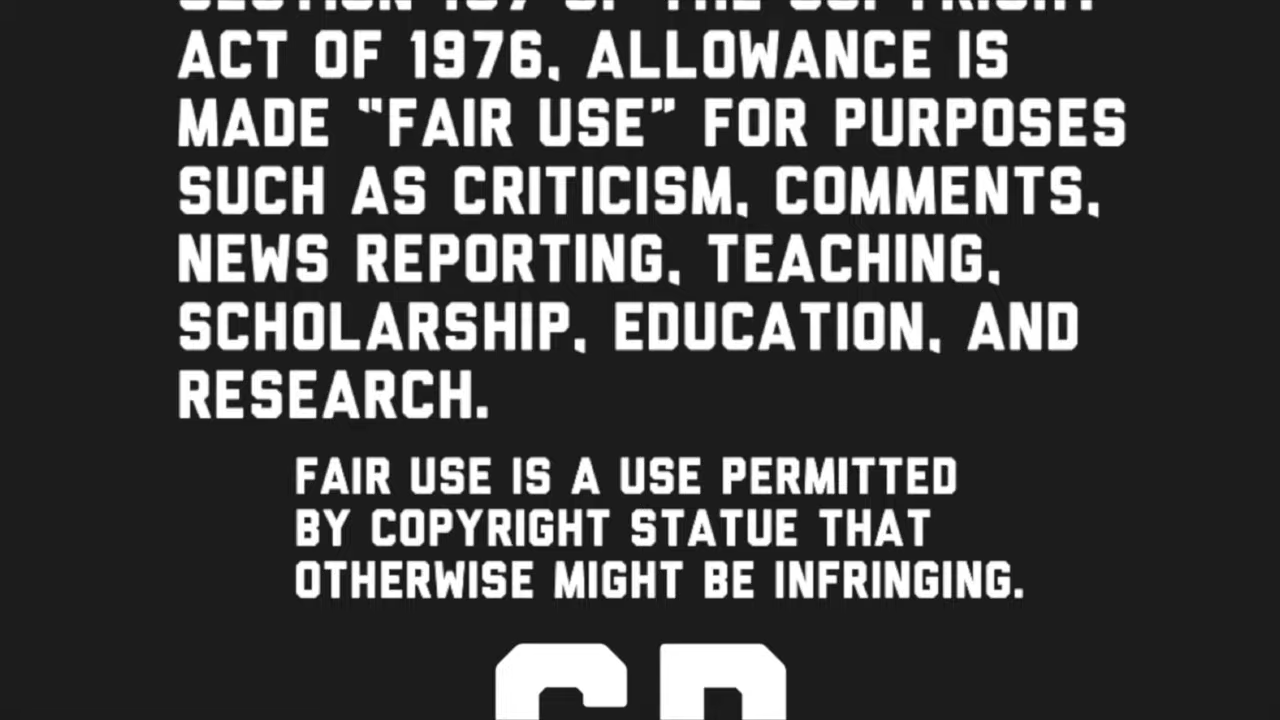 ACT OF 1976, ALLOWANCE IS
MADE "FAIR USE" FOR PURPOSES
SUCH AS CRITICISM, COMMENTS,
NEWS REPORTING, TEACHING,
SCHOLARSHIP, EDUCATION, AND
RESEARCH.
FAIR USE IS A USE PERMITTED
BY COPYRIGHT STATUE THAT
OTHERWISE MIGHT BE INFRINGING.